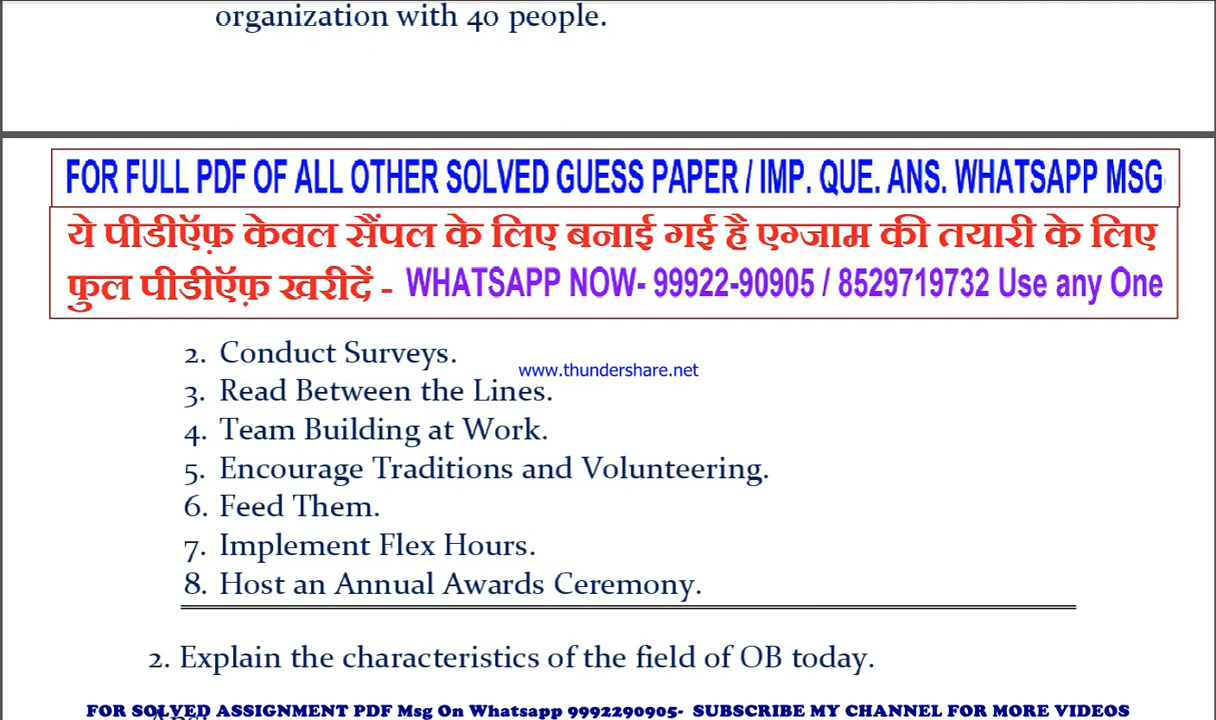 organization with 40 people.
FOR FULL PDF OF ALL OTHER SOLVED GUESS PAPER / IMP. QUE. ANS. WHATSAPP MSG
ये पीडीऍफ़ केवल सैंपल के लिए बनाई गई है एग्जाम की तयारी के लिए
फुल पीडीऍफ़ खरीदें - WHATSAPP NOW- 99922-90905 / 8529719732 Use any One
2. Conduct Surveys.
www.thundershare.net
3. Read Between the Lines.
4. Team Building at Work.
5. Encourage Traditions and Volunteering.
6. Feed Them.
7. Implement Flex Hours.
8. Host an Annual Awards Ceremony.
2. Explain the characteristics of the field of OB today.
FOR SOLVED ASSIGNMENT PDF Msg On Whatsapp 9992290905- SUBSCRIBE MY CHANNEL FOR MORE VIDEOS